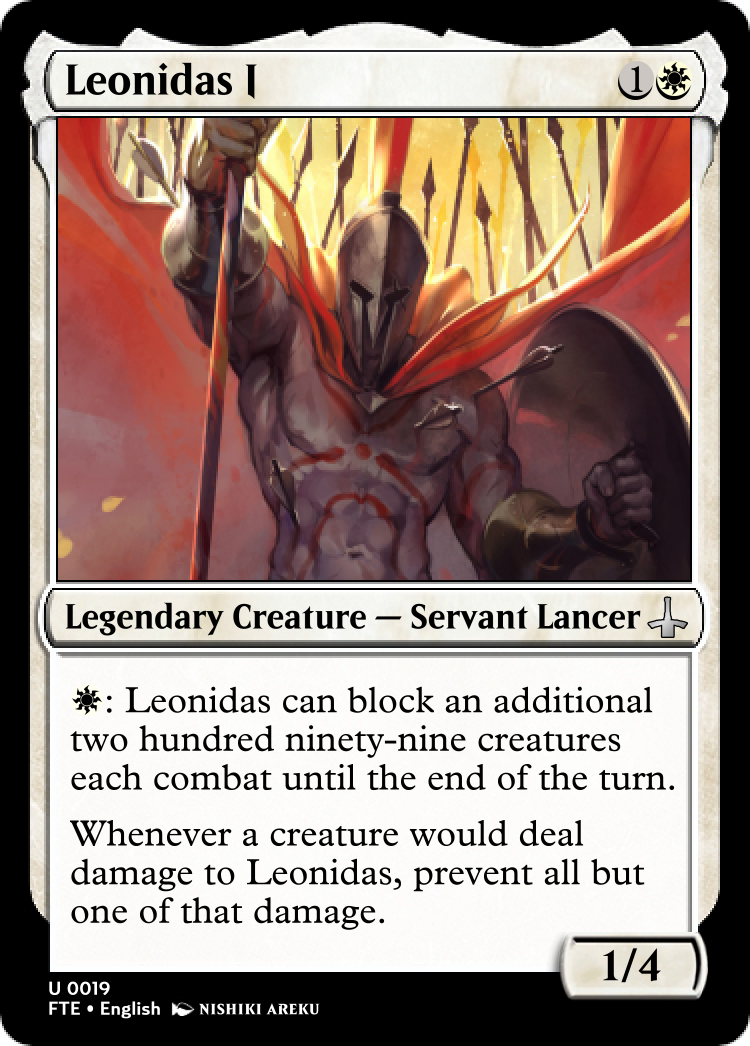 Leonidas I
1
Legendary Creature — Servant Lancer
: Leonidas can block an additional
two hundred ninety-nine creatures
each combat until the end of the turn.
Whenever a creature would deal
damage to Leonidas, prevent all but
one of that damage.
1/4
U 0019
FTE • English NISHIKI AREKU